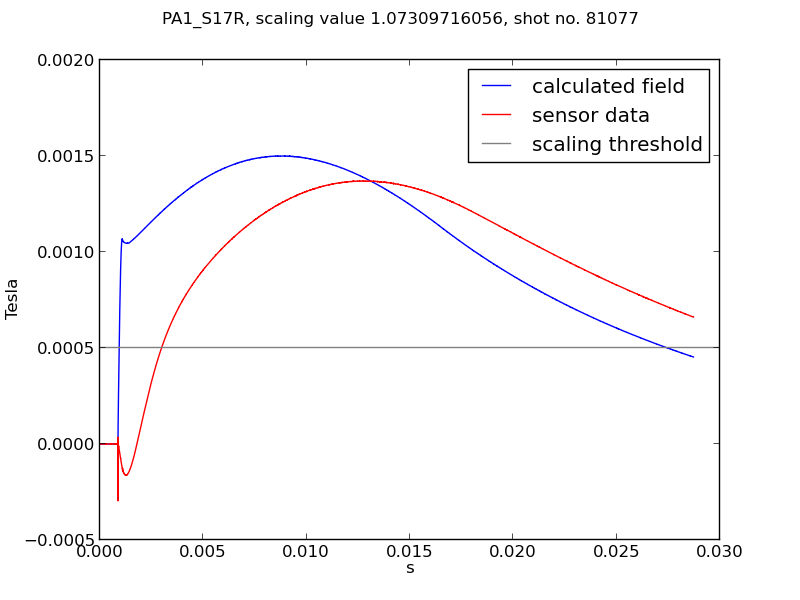 PA1_S17R, scaling value 1.07309716056, shot no. 81077
calculated field
sensor data
scaling threshold
Tesla
0.0020
0.0015
0.0010
0.0005
0.0000
−0.0005
0.000
0.005
0.010
0.015
0.020
0.025
0.030
s